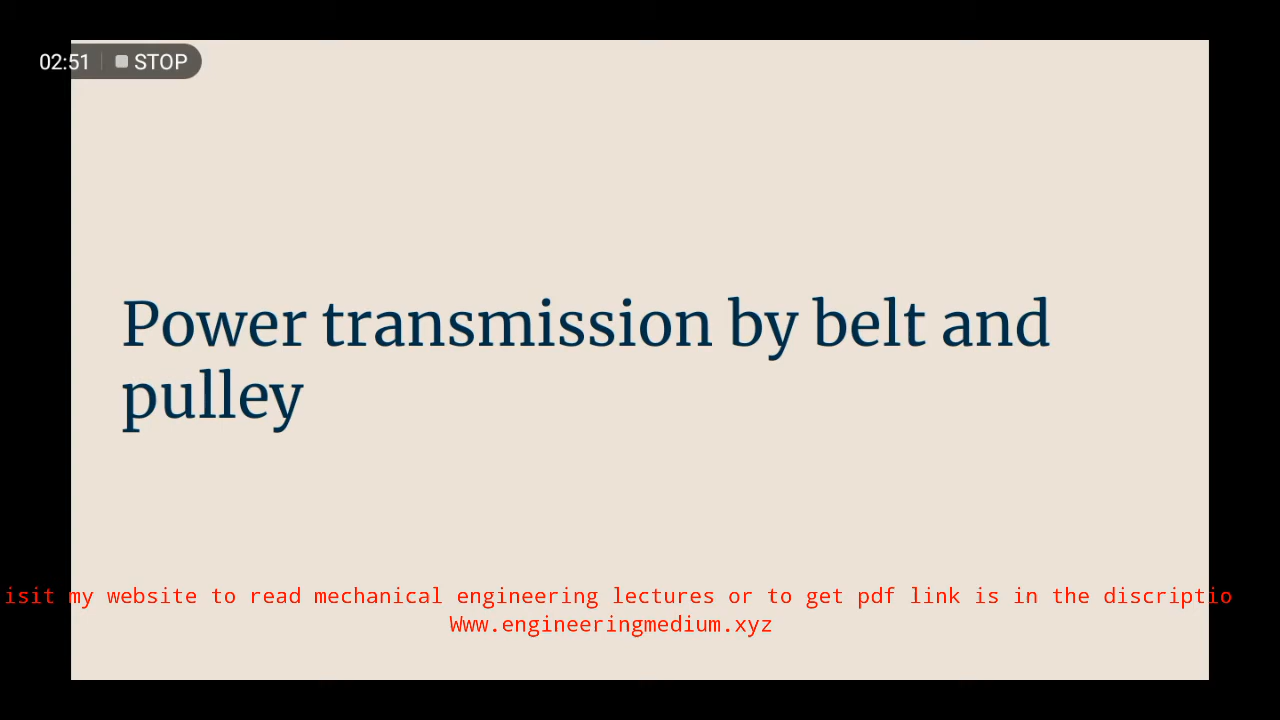 02:51 STOP
Power transmission by belt and
pulley
isit my website to read mechanical engineering lectures or to get pdf link is in the discriptio
Www.engineeringmedium.xyz